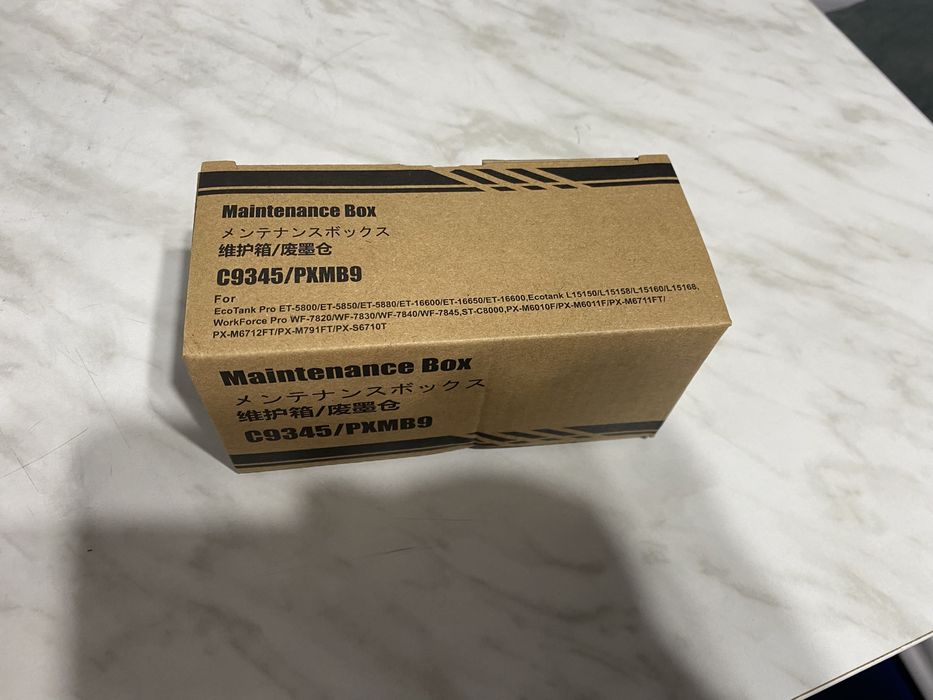 Maintenance Box
メンテナンスボックス
维护箱/废墨仓
C9345/PXMB9
For
EcoTank Pro ET-5800/ET-5850/ET-5880/ET-16600/ET-16650/ET-16600,Ecotank L15150/L15158/L15160/L15168,
WorkForce Pro WF-7820/WF-7830/WF-7840/WF-7845,ST-C8000,PX-M6010F/PX-M6011F/PX-M6711FT/
PX-M6712FT/PX-M791FT/PX-S6710T
Maintenance Box
メンテナンスボックス
维护箱/废墨仓
C9345/PXMB9